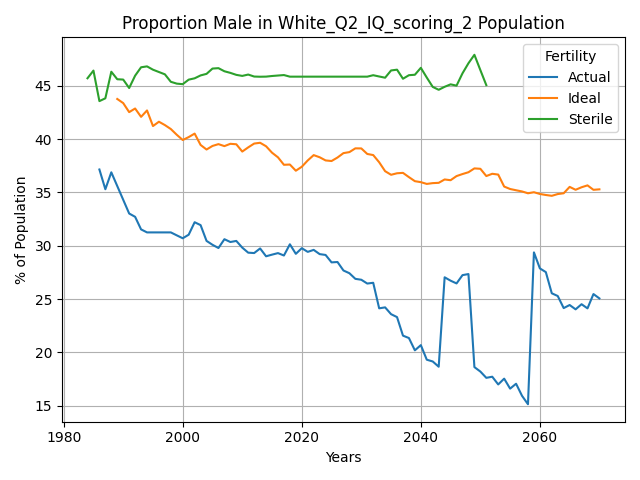 Proportion Male in White_Q2_IQ_scoring_2 Population
Fertility
Actual
Ideal
Sterile
% of Population
45
40
35
30
25
20
15
1980
2000
2020
2040
2060
Years